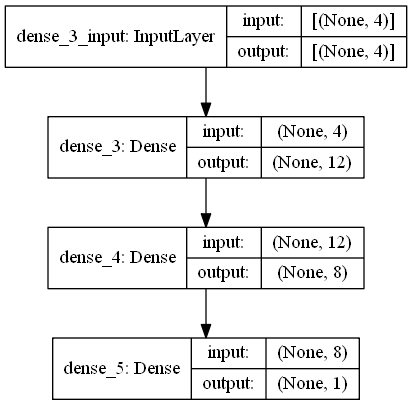 dense_3_input: InputLayer
input: [(None, 4)]
output: [(None, 4)]
dense_3: Dense
input: (None, 4)
output: (None, 12)
dense_4: Dense
input: (None, 12)
output: (None, 8)
dense_5: Dense
input: (None, 8)
output: (None, 1)